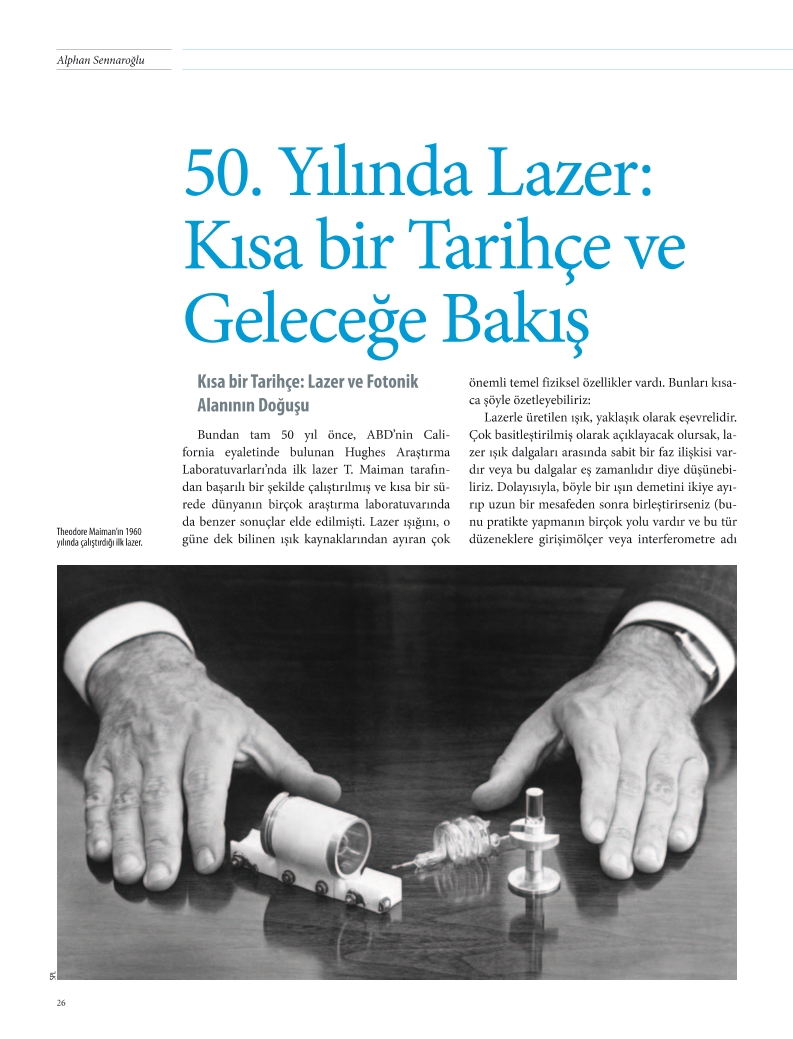 Alphan Sennaroğlu
50. Yılında Lazer:
Kısa bir Tarihçe ve
Geleceğe Bakış
Kısa bir Tarihçe: Lazer ve Fotonik
Alanının Doğuşu
Bundan tam 50 yıl önce, ABD'nin Cali-
fornia eyaletinde bulunan Hughes Araştırma
Laboratuvarları'nda ilk lazer T. Maiman tarafın-
dan başarılı bir şekilde çalıştırılmış ve kısa bir sü-
rede dünyanın birçok araştırma laboratuvarında
da benzer sonuçlar elde edilmişti. Lazer ışığını, o
güne dek bilinen ışık kaynaklarından ayıran çok
önemli temel fiziksel özellikler vardı. Bunları kısa-
ca şöyle özetleyebiliriz:
Lazerle üretilen ışık, yaklaşık olarak eşevrelidir.
Çok basitleştirilmiş olarak açıklayacak olursak, la-
zer ışık dalgaları arasında sabit bir faz ilişkisi var-
dır veya bu dalgalar eş zamanlıdır diye düşünebi-
liriz. Dolayısıyla, böyle bir ışın demetini ikiye ayı-
rıp uzun bir mesafeden sonra birleştirirseniz (bu-
nu pratikte yapmanın birçok yolu vardır ve bu tür
düzeneklere girişimölçer veya interferometre adı
Theodore Maiman'ın 1960
yılında çalıştırdığı ilk lazer.
SPL
26